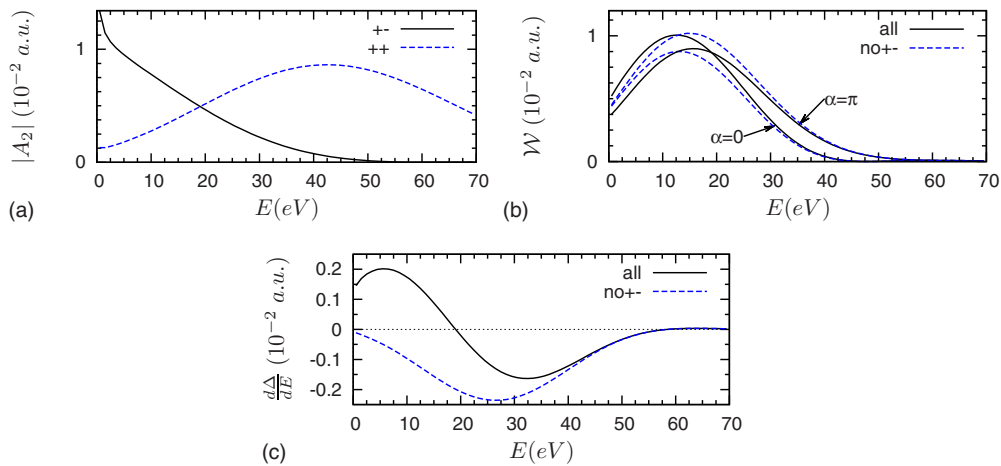 |A₂| (10⁻² a.u.)
1
0
+-
++
0 10 20 30 40 50 60 70
E(eV)
(a)
𝒲 (10⁻² a.u.)
1
0
all
no+-
α=π
α=0
0 10 20 30 40 50 60 70
E(eV)
(b)
dΔ/dE (10⁻² a.u.)
0.2
0.1
0
-0.1
-0.2
all
no+-
0 10 20 30 40 50 60 70
E(eV)
(c)